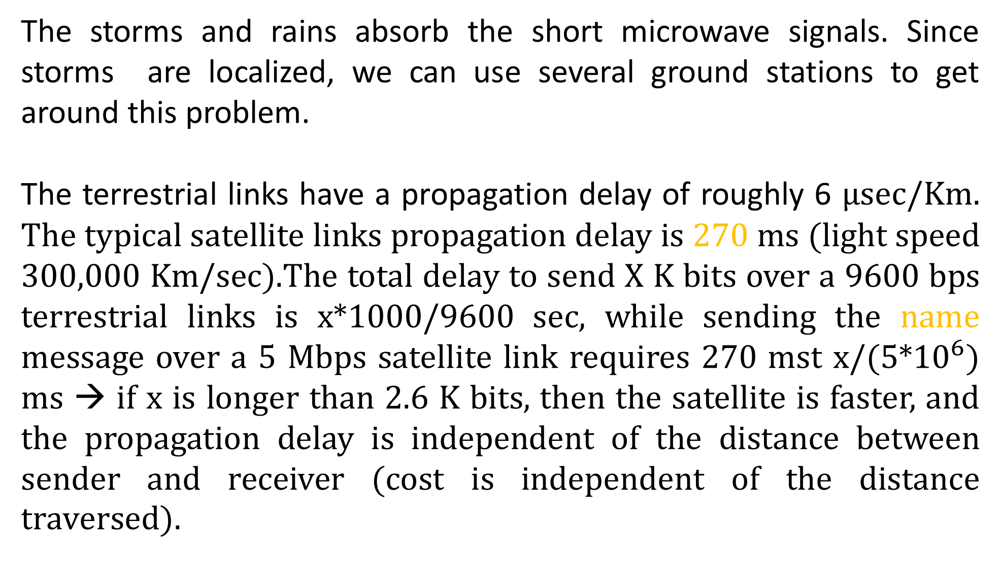 The storms and rains absorb the short microwave signals. Since
storms are localized, we can use several ground stations to get
around this problem.
The terrestrial links have a propagation delay of roughly 6 μsec/Km.
The typical satellite links propagation delay is 270 ms (light speed
300,000 Km/sec).The total delay to send X K bits over a 9600 bps
terrestrial links is x*1000/9600 sec, while sending the name
message over a 5 Mbps satellite link requires 270 mst x/(5*10⁶)
ms → if x is longer than 2.6 K bits, then the satellite is faster, and
the propagation delay is independent of the distance between
sender and receiver (cost is independent of the distance
traversed).